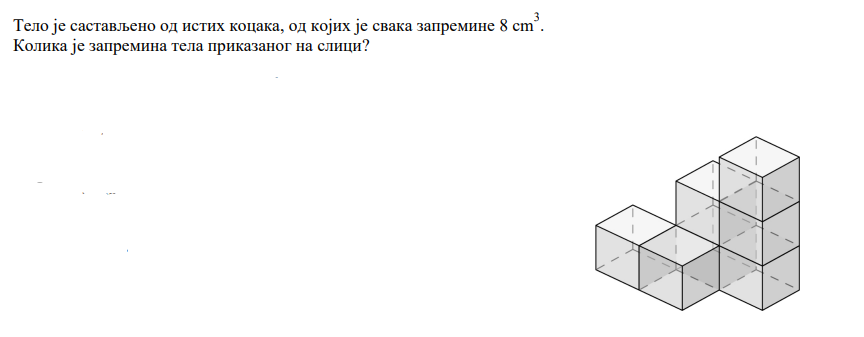 Тело је састављено од истих коцака, од којих је свака запремине 8 cm³.
Колика је запремина тела приказаног на слици?